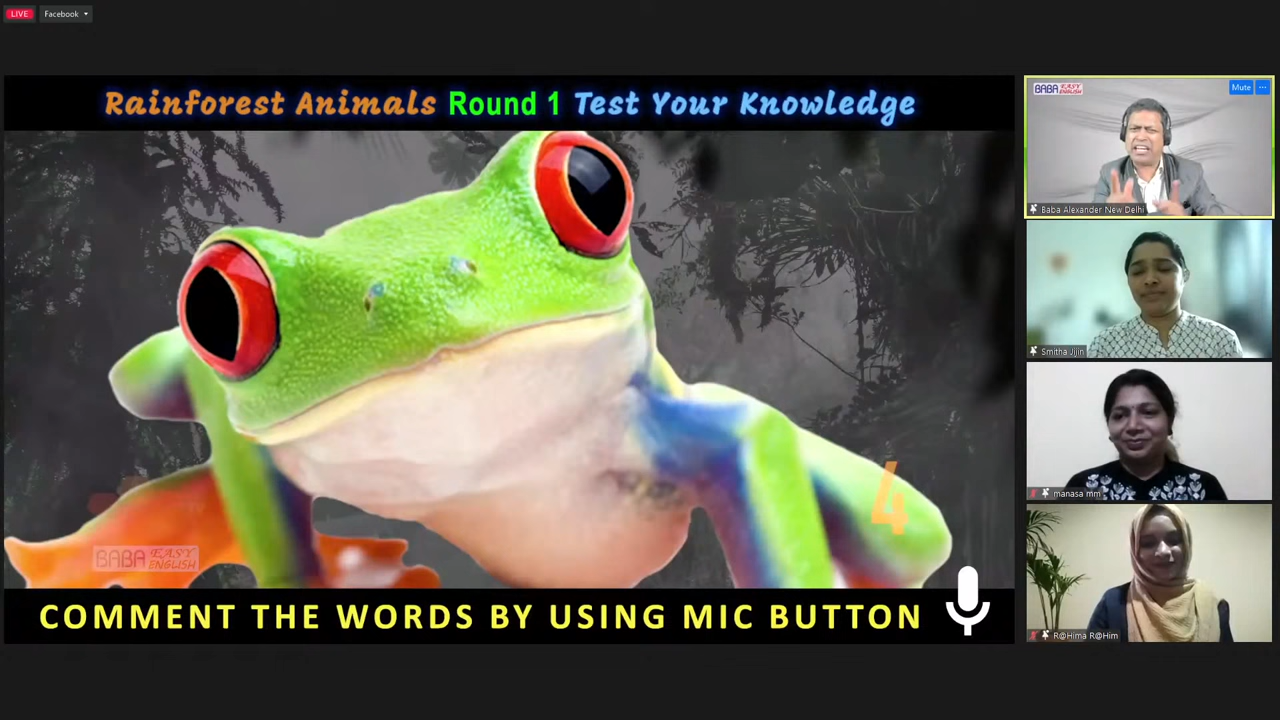 LIVE
Facebook
Rainforest Animals Round 1 Test Your Knowledge
4
BABA EASY ENGLISH
COMMENT THE WORDS BY USING MIC BUTTON
BABA EASY ENGLISH
Mute
Baba Alexander New Delhi
Smitha Jijin
manasa mm
R@Hima R@Him